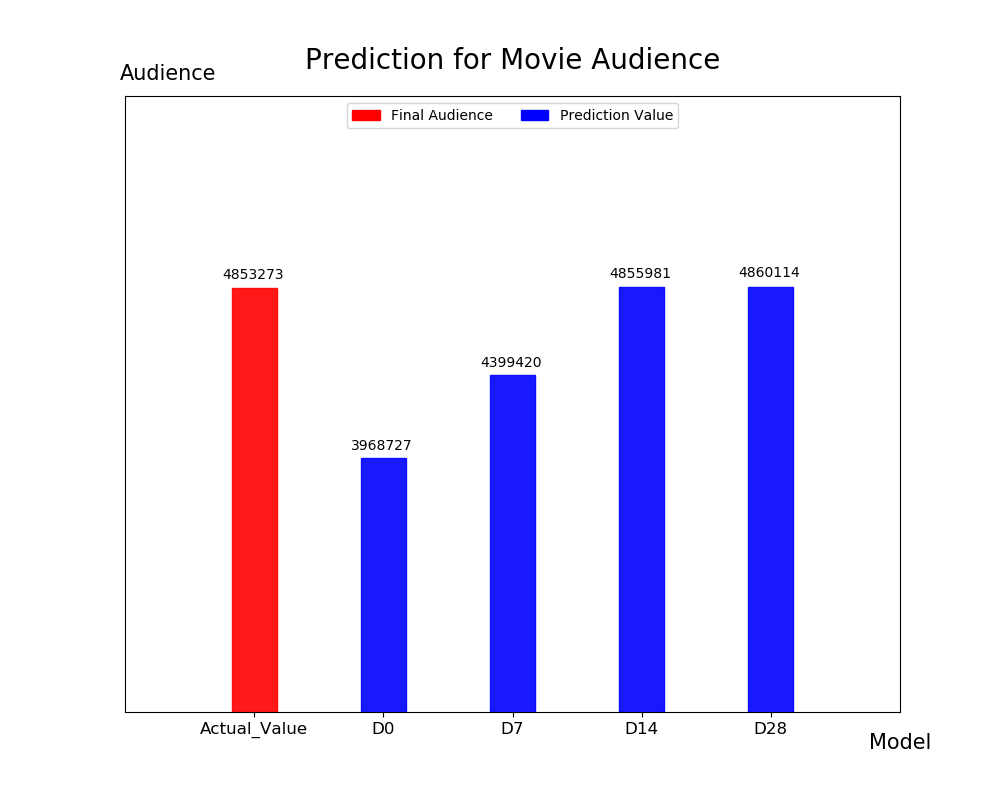 Prediction for Movie Audience
Audience
Final Audience
Prediction Value
4853273
3968727
4399420
4855981
4860114
Actual_Value
D0
D7
D14
D28
Model